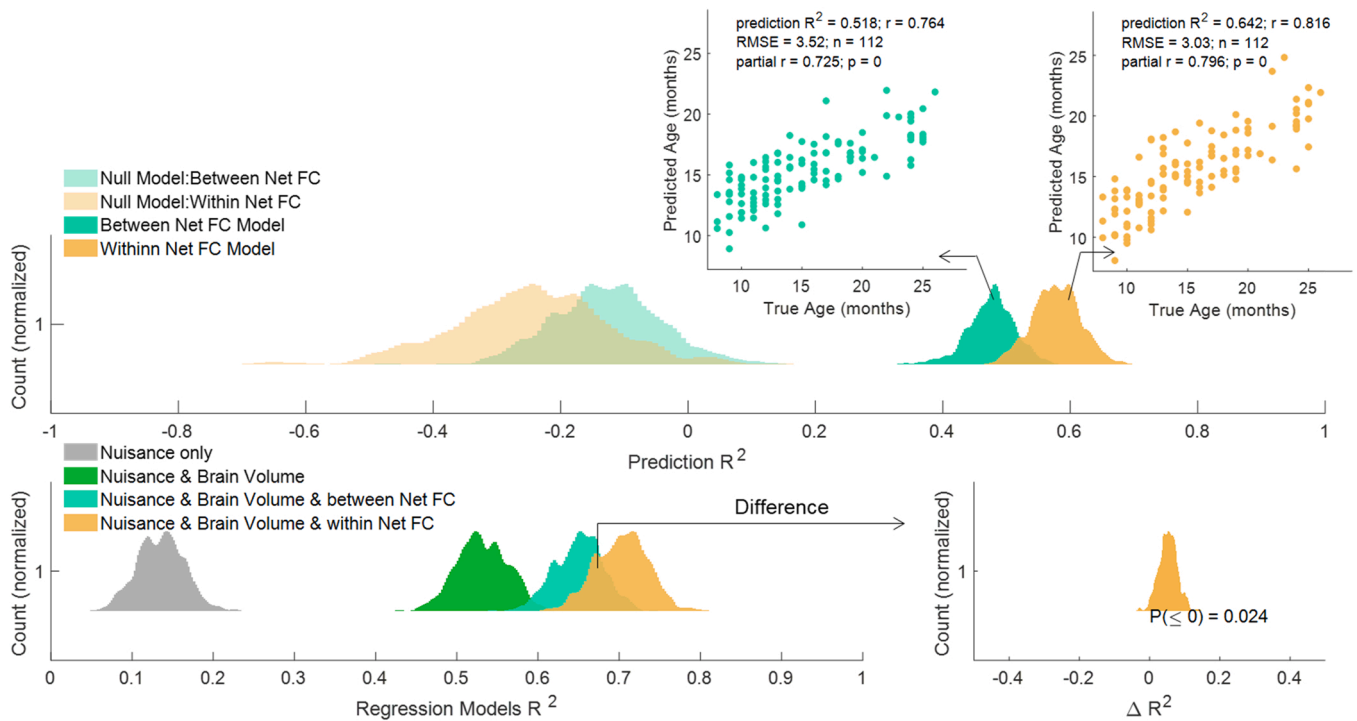 prediction R2 = 0.518; r = 0.764
RMSE = 3.52; n = 112
partial r = 0.725; p = 0
25
20
15
10
Predicted Age (months)
10 15 20 25
True Age (months)
prediction R2 = 0.642; r = 0.816
RMSE = 3.03; n = 112
partial r = 0.796; p = 0
25
20
15
10
Predicted Age (months)
10 15 20 25
True Age (months)
Null Model:Between Net FC
Null Model:Within Net FC
Between Net FC Model
Withinn Net FC Model
Count (normalized)
1
-1 -0.8 -0.6 -0.4 -0.2 0 0.2 0.4 0.6 0.8 1
Prediction R2
Nuisance only
Nuisance & Brain Volume
Nuisance & Brain Volume & between Net FC
Nuisance & Brain Volume & within Net FC
Count (normalized)
1
Difference
0 0.1 0.2 0.3 0.4 0.5 0.6 0.7 0.8 0.9 1
Regression Models R2
Count (normalized)
1
P(≤ 0) = 0.024
-0.4 -0.2 0 0.2 0.4
Δ R2